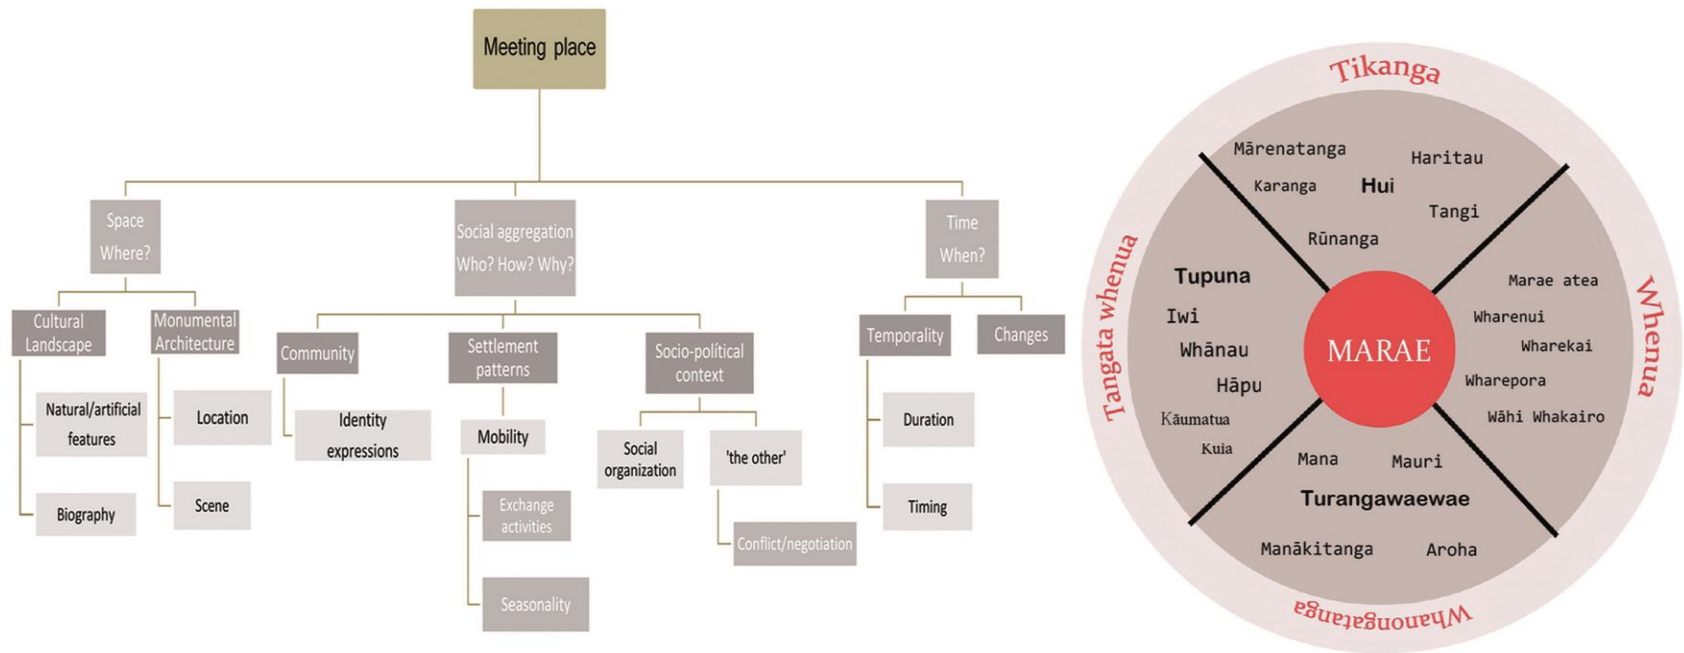 Meeting place
Space
Where?
Social aggregation
Who? How? Why?
Time
When?
Cultural
Landscape
Monumental
Architecture
Community
Settlement
patterns
Socio-polítical
context
Temporality
Changes
Natural/artificial
features
Location
Identity
expressions
Mobility
Social
organization
'the other'
Duration
Biography
Scene
Exchange
activities
Conflict/negotiation
Timing
Seasonality
Tikanga
Mārenatanga
Haritau
Karanga
Hui
Tangi
Rūnanga
Tangata whenua
Tupuna
Iwi
Whānau
Hāpu
Kāumatua
Kuia
MARAE
Whenua
Marae atea
Wharenui
Wharekai
Wharepora
Wāhi Whakairo
Mana
Mauri
Turangawaewae
Manākitanga
Aroha
Whanongatanga